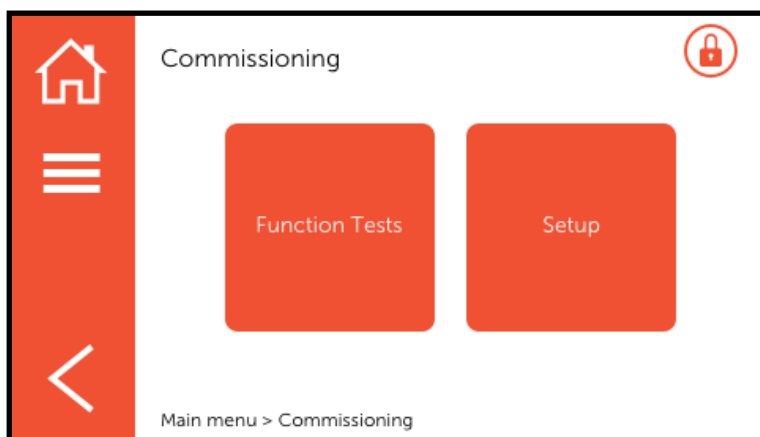 Commissioning
Function Tests
Setup
Main menu > Commissioning